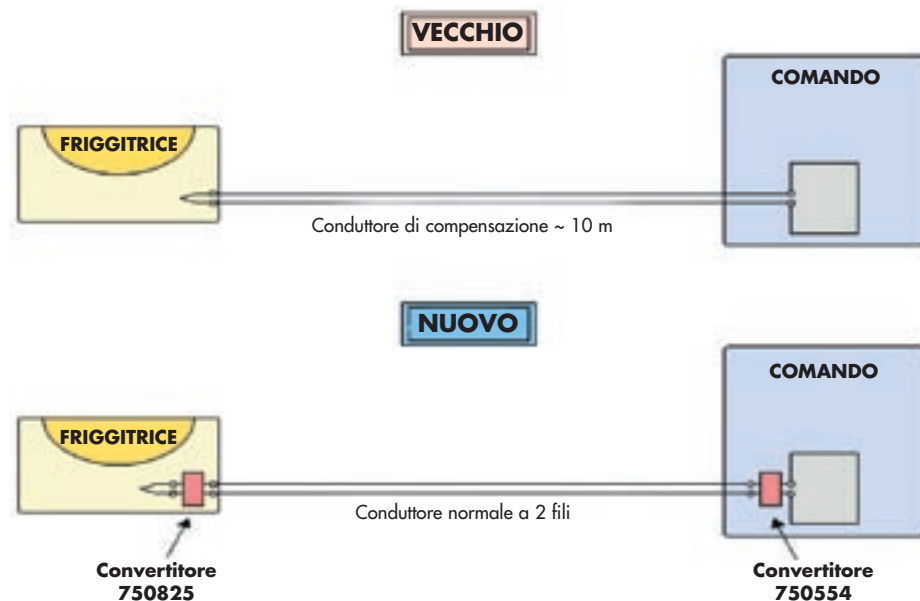 VECCHIO
COMANDO
FRIGGITRICE
Conduttore di compensazione ~ 10 m
NUOVO
COMANDO
FRIGGITRICE
Conduttore normale a 2 fili
Convertitore
750825
Convertitore
750554